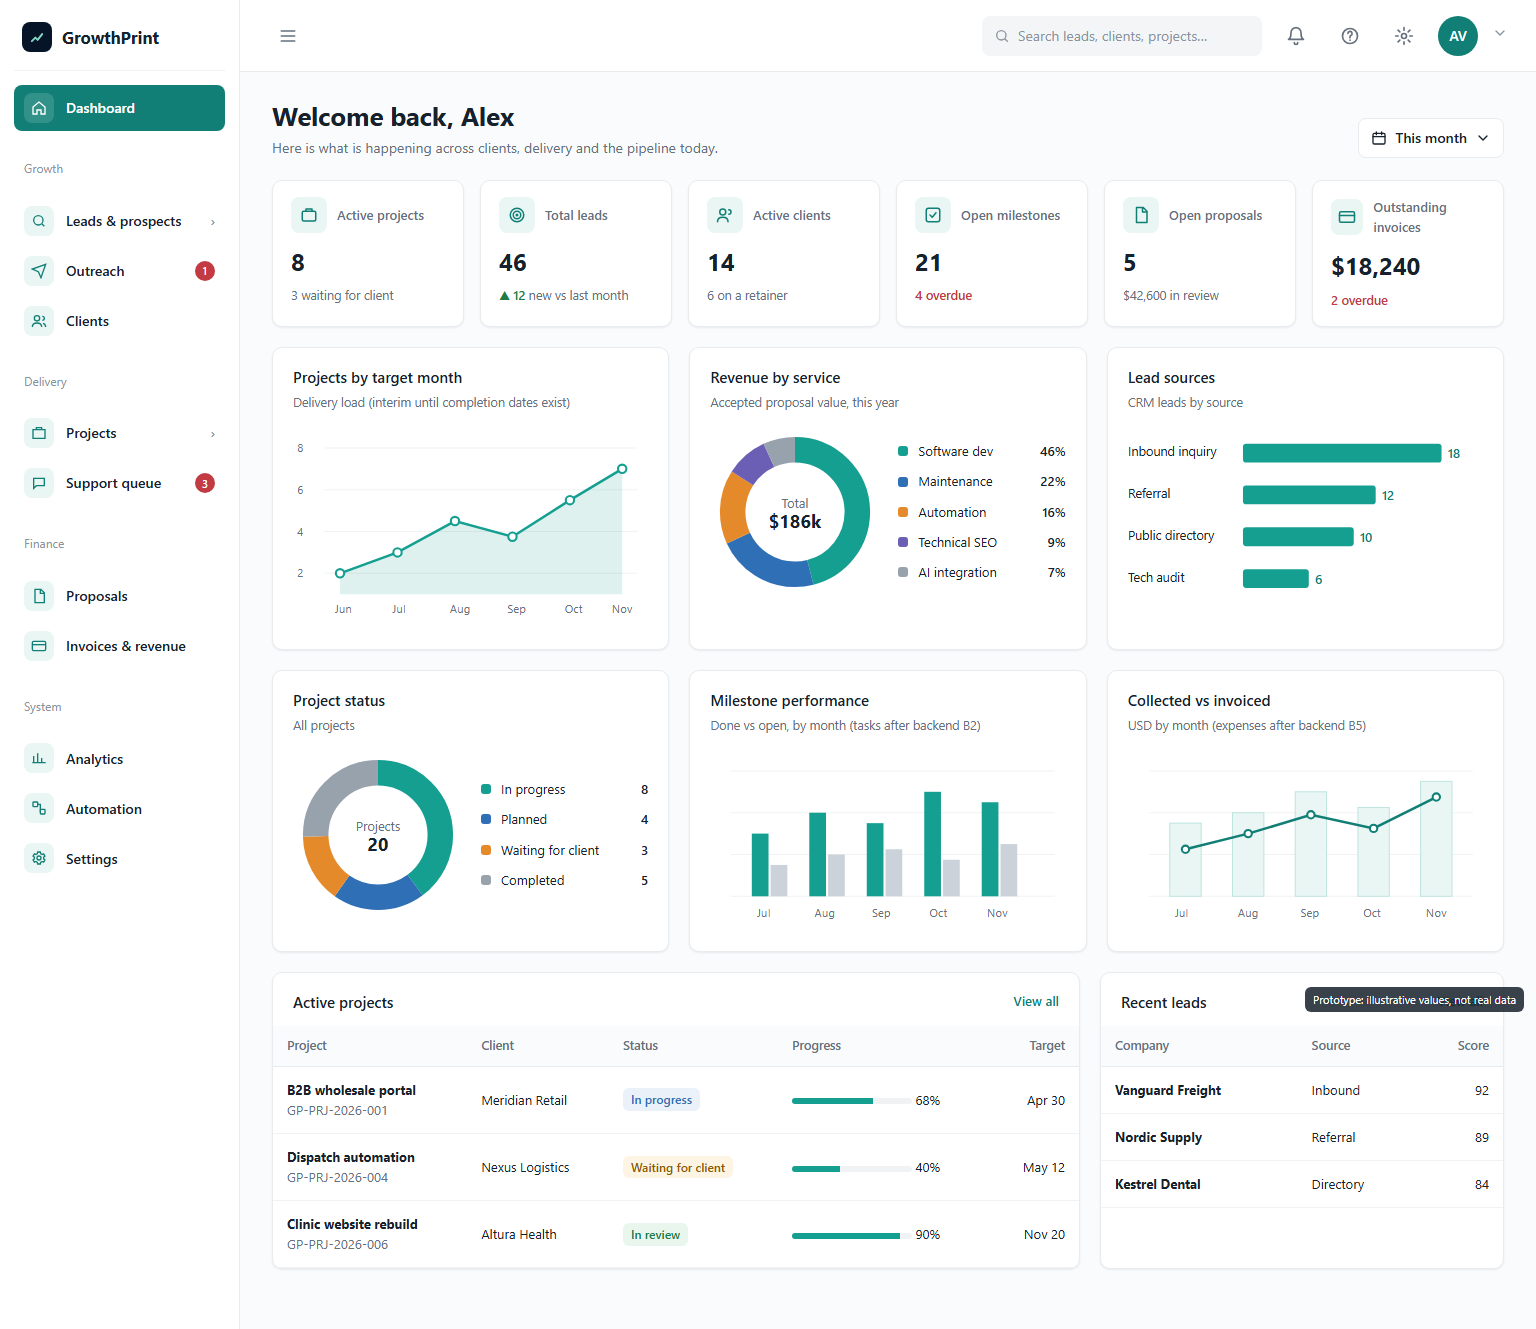 GrowthPrint
Search leads, clients, projects...
AV
Dashboard
Growth
Leads & prospects
Outreach
1
Clients
Delivery
Projects
Support queue
3
Finance
Proposals
Invoices & revenue
System
Analytics
Automation
Settings
Welcome back, Alex
Here is what is happening across clients, delivery and the pipeline today.
This month
Active projects
8
3 waiting for client
Total leads
46
▲ 12 new vs last month
Active clients
14
6 on a retainer
Open milestones
21
4 overdue
Open proposals
5
$42,600 in review
Outstanding
invoices
$18,240
2 overdue
Projects by target month
Delivery load (interim until completion dates exist)
8
6
4
2
Jun Jul Aug Sep Oct Nov
Revenue by service
Accepted proposal value, this year
Total
$186k
Software dev 46%
Maintenance 22%
Automation 16%
Technical SEO 9%
AI integration 7%
Lead sources
CRM leads by source
Inbound inquiry 18
Referral 12
Public directory 10
Tech audit 6
Project status
All projects
Projects
20
In progress 8
Planned 4
Waiting for client 3
Completed 5
Milestone performance
Done vs open, by month (tasks after backend B2)
Jul Aug Sep Oct Nov
Collected vs invoiced
USD by month (expenses after backend B5)
Jul Aug Sep Oct Nov
Active projects
View all
Project Client Status Progress Target
B2B wholesale portal
GP-PRJ-2026-001
Meridian Retail In progress 68% Apr 30
Dispatch automation
GP-PRJ-2026-004
Nexus Logistics Waiting for client 40% May 12
Clinic website rebuild
GP-PRJ-2026-006
Altura Health In review 90% Nov 20
Recent leads
Prototype: illustrative values, not real data
Company Source Score
Vanguard Freight Inbound 92
Nordic Supply Referral 89
Kestrel Dental Directory 84